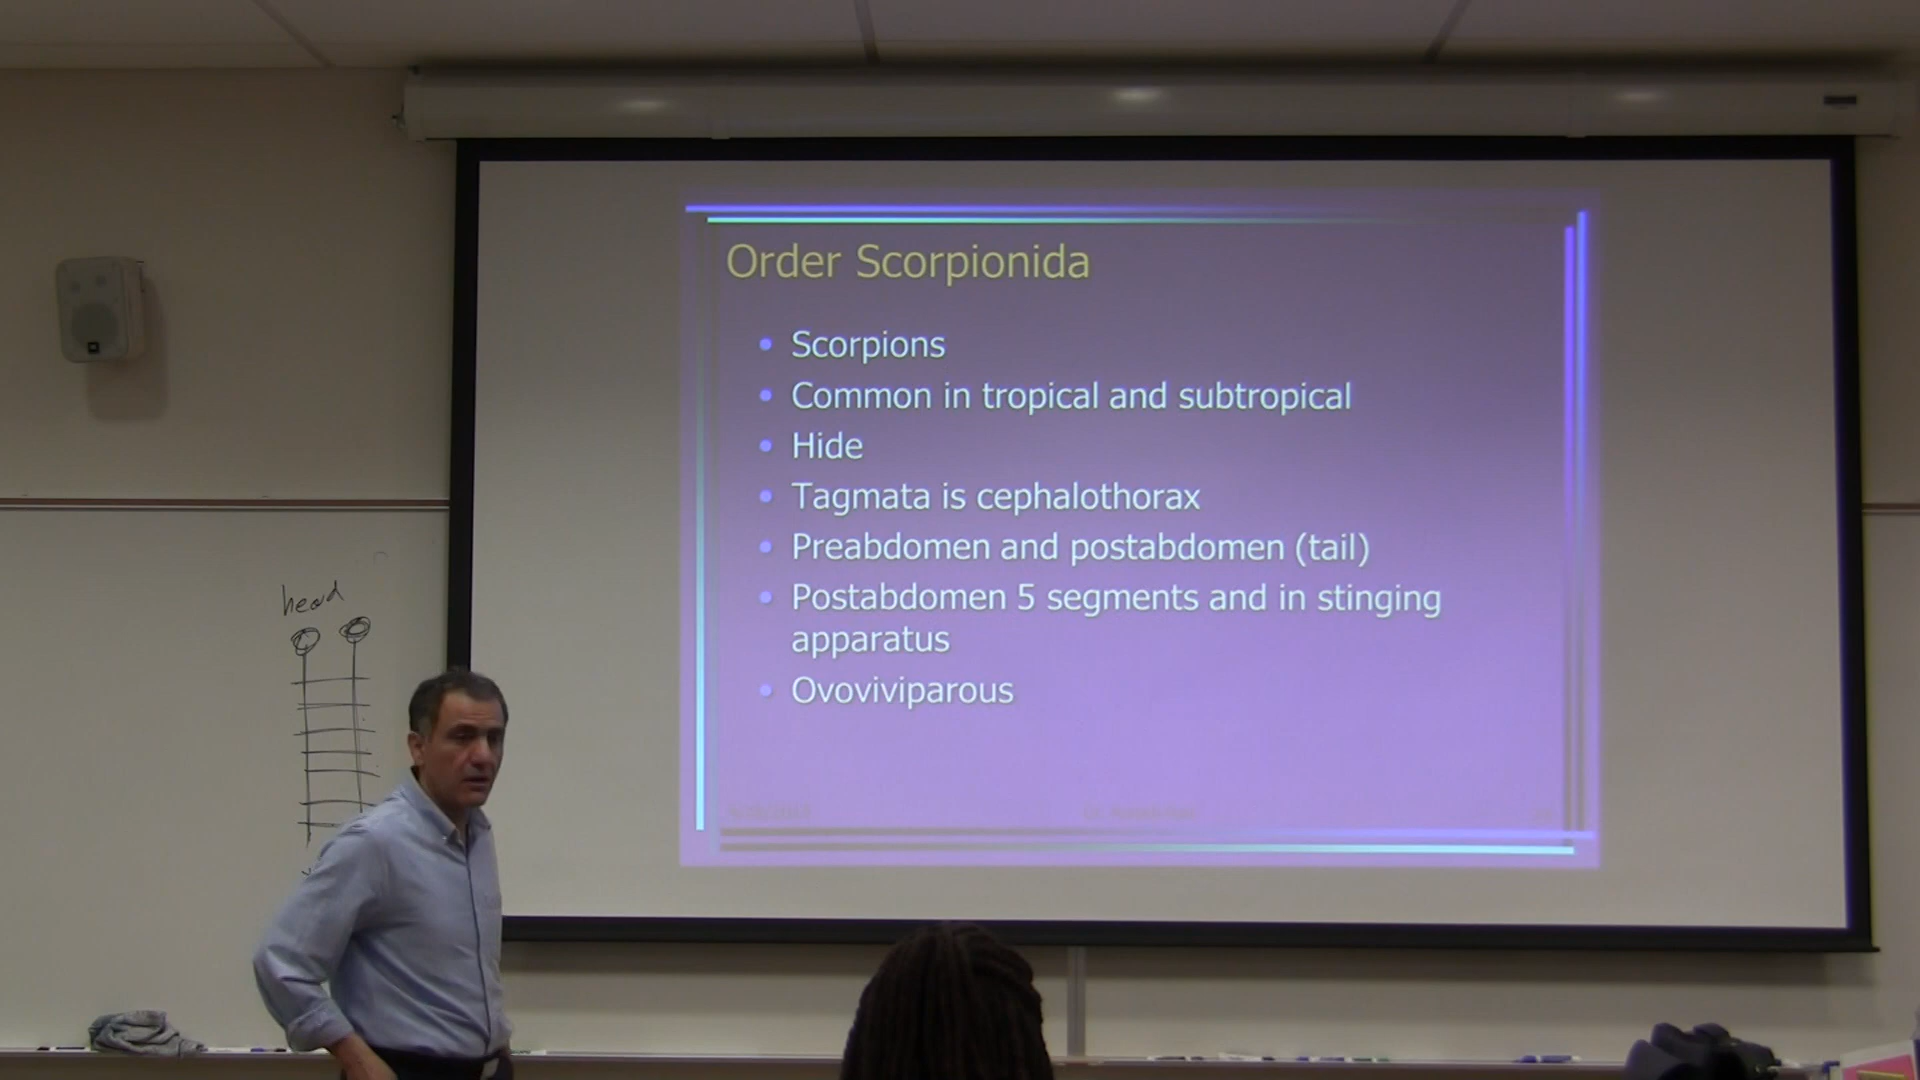 Order Scorpionida
• Scorpions
• Common in tropical and subtropical
• Hide
• Tagmata is cephalothorax
• Preabdomen and postabdomen (tail)
• Postabdomen 5 segments and in stinging
apparatus
• Ovoviviparous
head